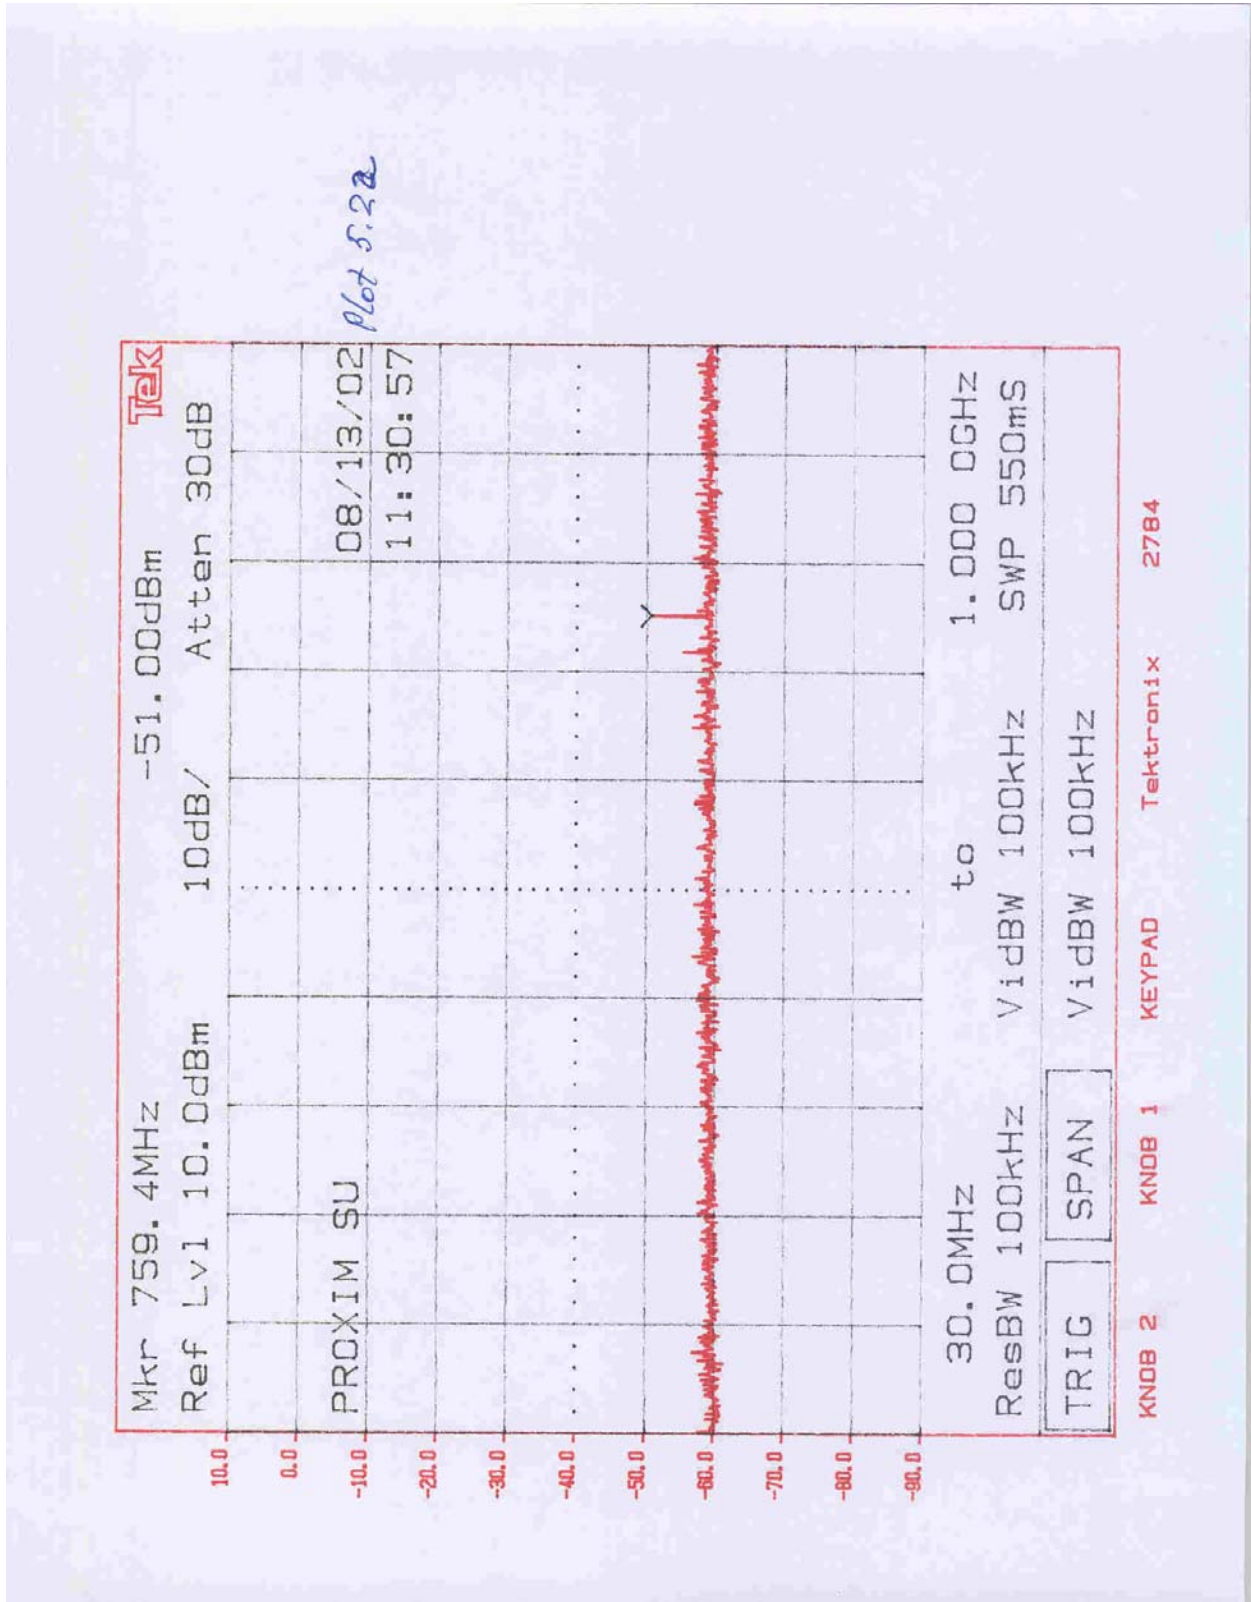 Mkr 759.4MHz -51.00dBm Tek
Ref Lvl 10.0dBm 10dB/ Atten 30dB
10.0
0.0
PROXIM SU 08/13/02 Plot 5.2a
-10.0
11:30:57
-20.0
-30.0
-40.0
-50.0
-60.0
-70.0
-80.0
-90.0
30.0MHz to 1.000 0GHz
ResBW 100kHz VidBW 100kHz SWP 550mS
TRIG SPAN VidBW 100kHz
KNOB 2 KNOB 1 KEYPAD Tektronix 2784